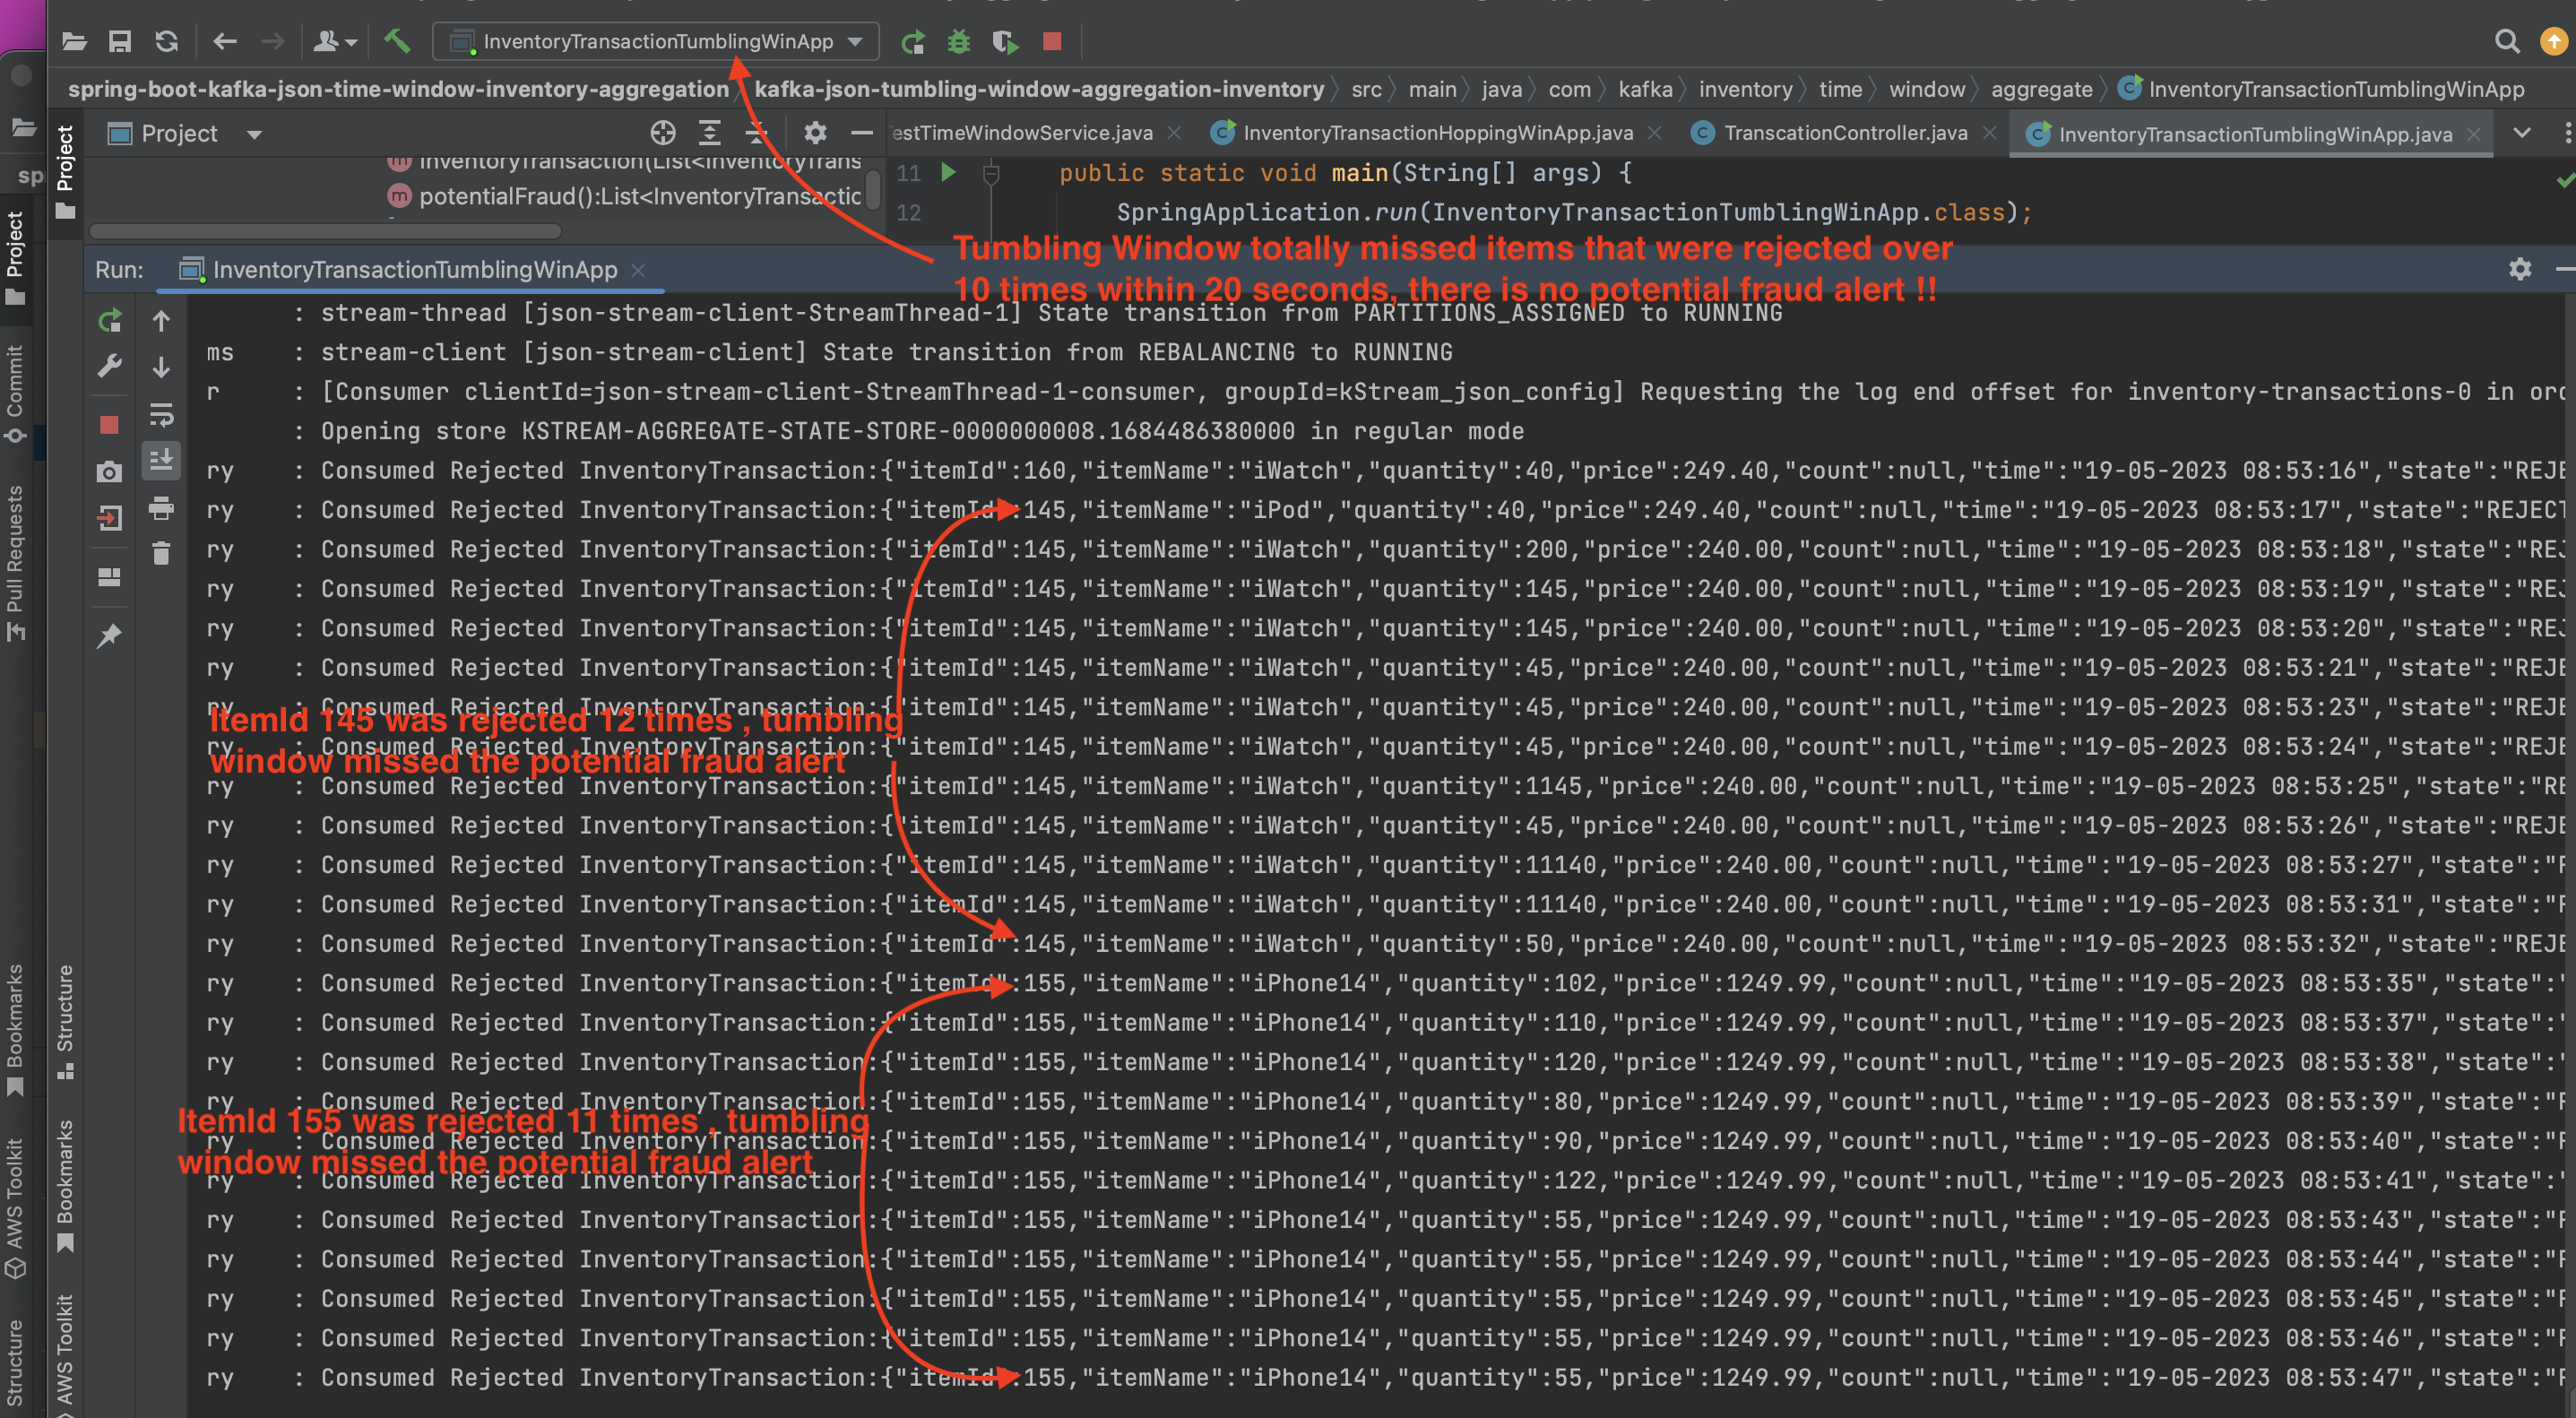 InventoryTransactionTumblingWinApp
spring-boot-kafka-json-time-window-inventory-aggregation kafka-json-tumbling-window-aggregation-inventory src main java com kafka inventory time window aggregate InventoryTransactionTumblingWinApp
Project
estTimeWindowService.java InventoryTransactionHoppingWinApp.java TranscationController.java InventoryTransactionTumblingWinApp.java
inventoryTransaction(List<InventoryTrans
potentialFraud():List<InventoryTransactic
11 public static void main(String[] args) {
12 SpringApplication.run(InventoryTransactionTumblingWinApp.class);
Tumbling Window totally missed items that were rejected over
10 times within 20 seconds, there is no potential fraud alert !!
Run: InventoryTransactionTumblingWinApp
: stream-thread [json-stream-client-StreamThread-1] State transition from PARTITIONS_ASSIGNED to RUNNING
ms : stream-client [json-stream-client] State transition from REBALANCING to RUNNING
r : [Consumer clientId=json-stream-client-StreamThread-1-consumer, groupId=kStream_json_config] Requesting the log end offset for inventory-transactions-0 in ord
: Opening store KSTREAM-AGGREGATE-STATE-STORE-0000000008.1684486380000 in regular mode
ry : Consumed Rejected InventoryTransaction:{"itemId":160,"itemName":"iWatch","quantity":40,"price":249.40,"count":null,"time":"19-05-2023 08:53:16","state":"REJE
ry : Consumed Rejected InventoryTransaction:{"itemId":145,"itemName":"iPod","quantity":40,"price":249.40,"count":null,"time":"19-05-2023 08:53:17","state":"REJECT
ry : Consumed Rejected InventoryTransaction:{"itemId":145,"itemName":"iWatch","quantity":200,"price":240.00,"count":null,"time":"19-05-2023 08:53:18","state":"REJ
ry : Consumed Rejected InventoryTransaction:{"itemId":145,"itemName":"iWatch","quantity":145,"price":240.00,"count":null,"time":"19-05-2023 08:53:19","state":"REJ
ry : Consumed Rejected InventoryTransaction:{"itemId":145,"itemName":"iWatch","quantity":145,"price":240.00,"count":null,"time":"19-05-2023 08:53:20","state":"REJ
ry : Consumed Rejected InventoryTransaction:{"itemId":145,"itemName":"iWatch","quantity":45,"price":240.00,"count":null,"time":"19-05-2023 08:53:21","state":"REJE
ry : Consumed Rejected InventoryTransaction:{"itemId":145,"itemName":"iWatch","quantity":45,"price":240.00,"count":null,"time":"19-05-2023 08:53:23","state":"REJE
ItemId 145 was rejected 12 times , tumbling
ry : Consumed Rejected InventoryTransaction:{"itemId":145,"itemName":"iWatch","quantity":45,"price":240.00,"count":null,"time":"19-05-2023 08:53:24","state":"REJE
window missed the potential fraud alert
ry : Consumed Rejected InventoryTransaction:{"itemId":145,"itemName":"iWatch","quantity":1145,"price":240.00,"count":null,"time":"19-05-2023 08:53:25","state":"RE
ry : Consumed Rejected InventoryTransaction:{"itemId":145,"itemName":"iWatch","quantity":45,"price":240.00,"count":null,"time":"19-05-2023 08:53:26","state":"REJE
ry : Consumed Rejected InventoryTransaction:{"itemId":145,"itemName":"iWatch","quantity":11140,"price":240.00,"count":null,"time":"19-05-2023 08:53:27","state":"R
ry : Consumed Rejected InventoryTransaction:{"itemId":145,"itemName":"iWatch","quantity":11140,"price":240.00,"count":null,"time":"19-05-2023 08:53:31","state":"R
ry : Consumed Rejected InventoryTransaction:{"itemId":145,"itemName":"iWatch","quantity":50,"price":240.00,"count":null,"time":"19-05-2023 08:53:32","state":"REJE
ry : Consumed Rejected InventoryTransaction:{"itemId":155,"itemName":"iPhone14","quantity":102,"price":1249.99,"count":null,"time":"19-05-2023 08:53:35","state":"
ry : Consumed Rejected InventoryTransaction:{"itemId":155,"itemName":"iPhone14","quantity":110,"price":1249.99,"count":null,"time":"19-05-2023 08:53:37","state":"
ry : Consumed Rejected InventoryTransaction:{"itemId":155,"itemName":"iPhone14","quantity":120,"price":1249.99,"count":null,"time":"19-05-2023 08:53:38","state":"
ry : Consumed Rejected InventoryTransaction:{"itemId":155,"itemName":"iPhone14","quantity":80,"price":1249.99,"count":null,"time":"19-05-2023 08:53:39","state":"R
ItemId 155 was rejected 11 times , tumbling
ry : Consumed Rejected InventoryTransaction:{"itemId":155,"itemName":"iPhone14","quantity":90,"price":1249.99,"count":null,"time":"19-05-2023 08:53:40","state":"R
window missed the potential fraud alert
ry : Consumed Rejected InventoryTransaction:{"itemId":155,"itemName":"iPhone14","quantity":122,"price":1249.99,"count":null,"time":"19-05-2023 08:53:41","state":"
ry : Consumed Rejected InventoryTransaction:{"itemId":155,"itemName":"iPhone14","quantity":55,"price":1249.99,"count":null,"time":"19-05-2023 08:53:43","state":"R
ry : Consumed Rejected InventoryTransaction:{"itemId":155,"itemName":"iPhone14","quantity":55,"price":1249.99,"count":null,"time":"19-05-2023 08:53:44","state":"R
ry : Consumed Rejected InventoryTransaction:{"itemId":155,"itemName":"iPhone14","quantity":55,"price":1249.99,"count":null,"time":"19-05-2023 08:53:45","state":"R
ry : Consumed Rejected InventoryTransaction:{"itemId":155,"itemName":"iPhone14","quantity":55,"price":1249.99,"count":null,"time":"19-05-2023 08:53:46","state":"R
ry : Consumed Rejected InventoryTransaction:{"itemId":155,"itemName":"iPhone14","quantity":55,"price":1249.99,"count":null,"time":"19-05-2023 08:53:47","state":"R
sp
Project
Commit
Pull Requests
Bookmarks
AWS Toolkit
Structure
Project
Structure
Bookmarks
AWS Toolkit